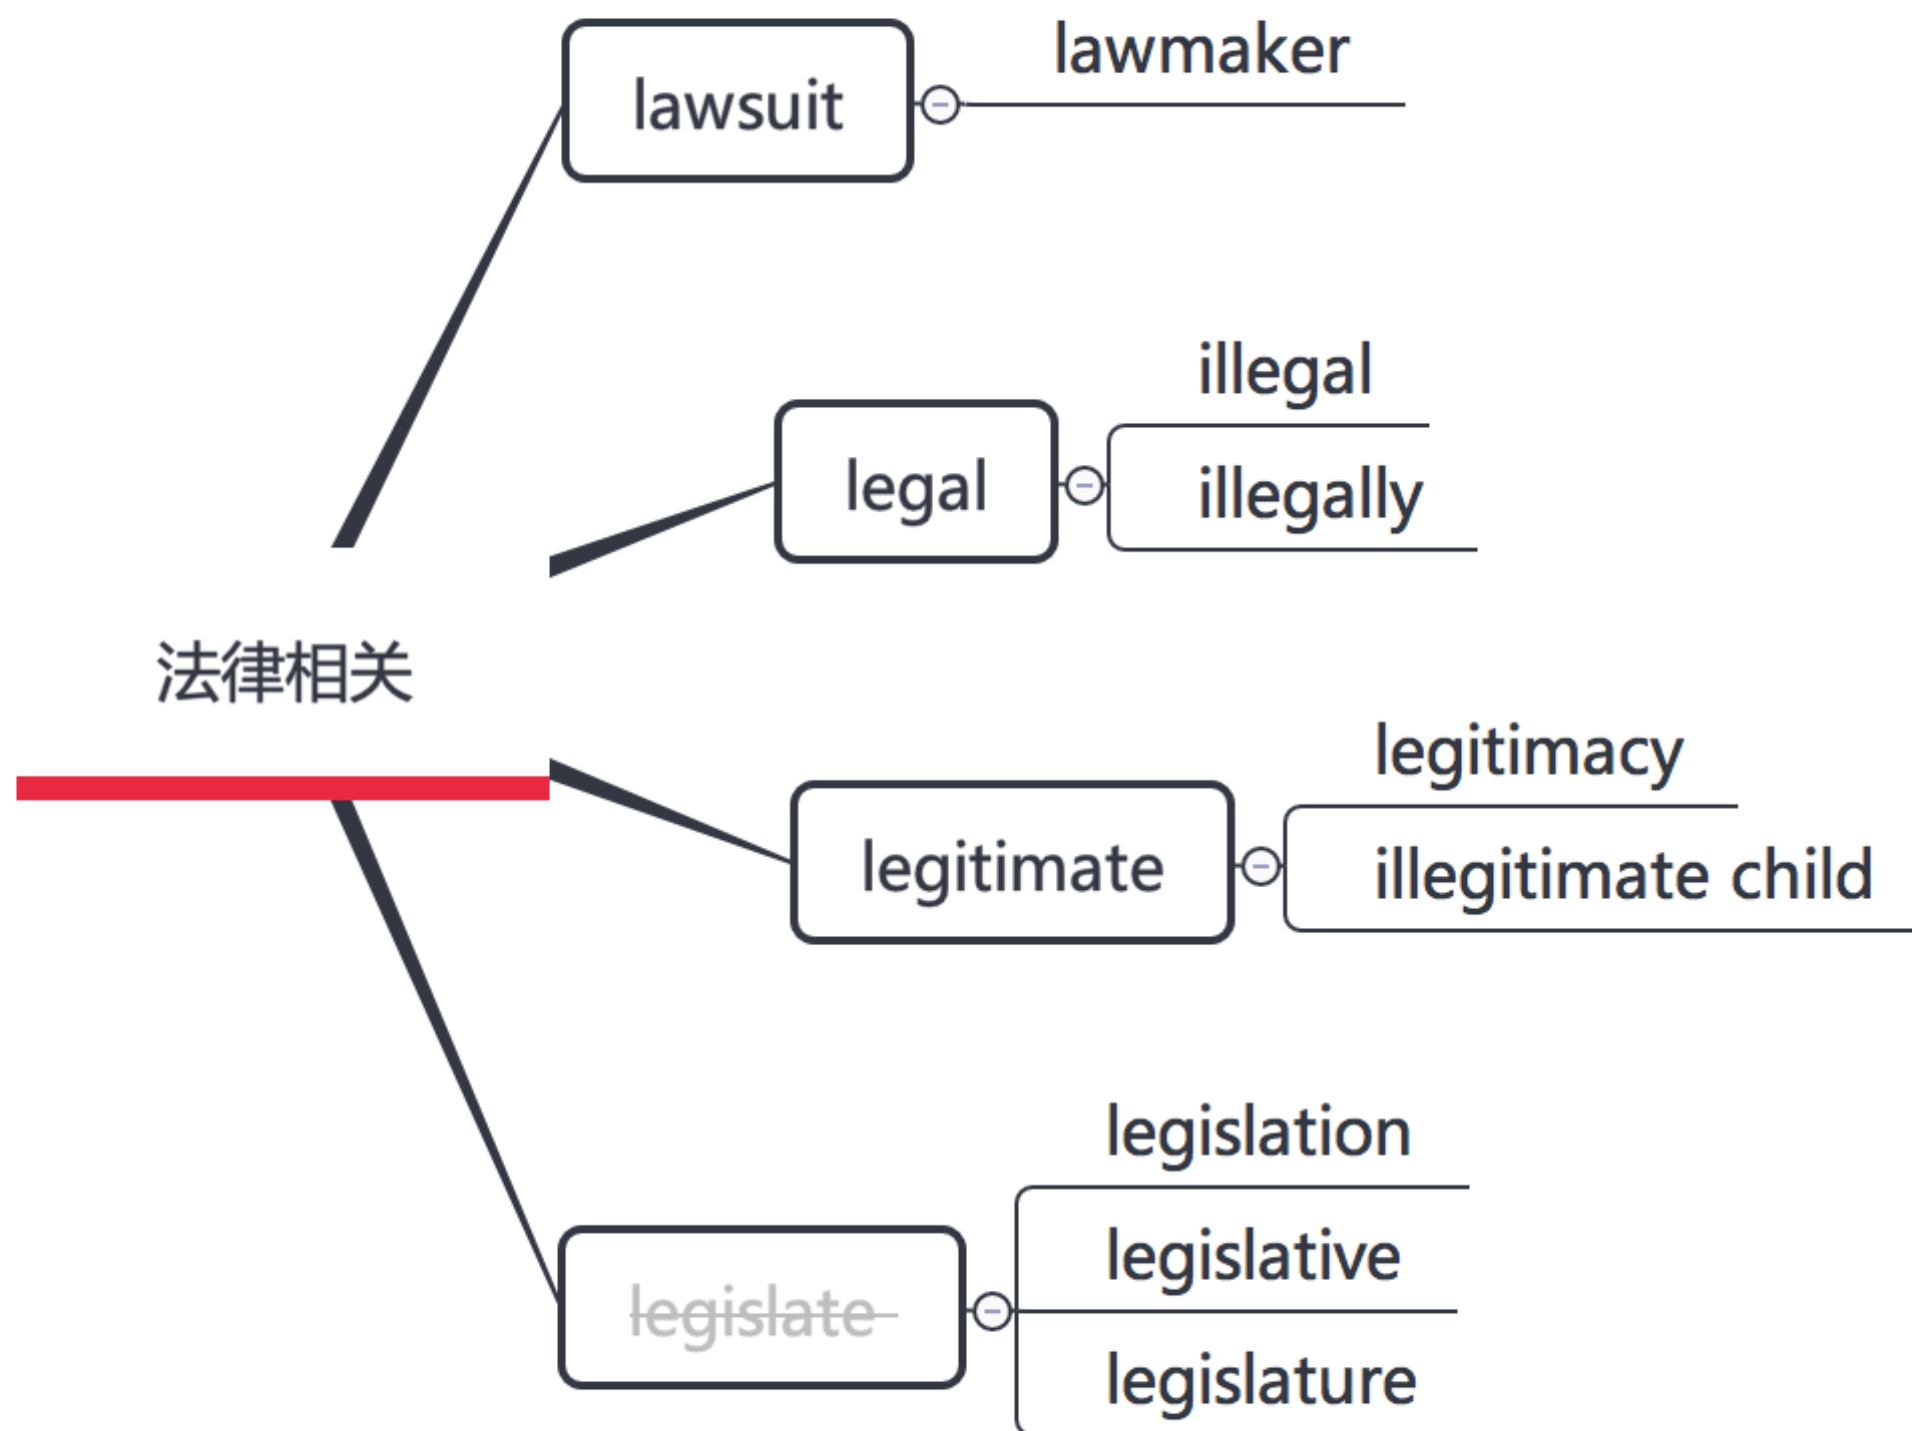 lawsuit
lawmaker
legal
illegal
illegally
法律相关
legitimate
legitimacy
illegitimate child
legislate
legislation
legislative
legislature